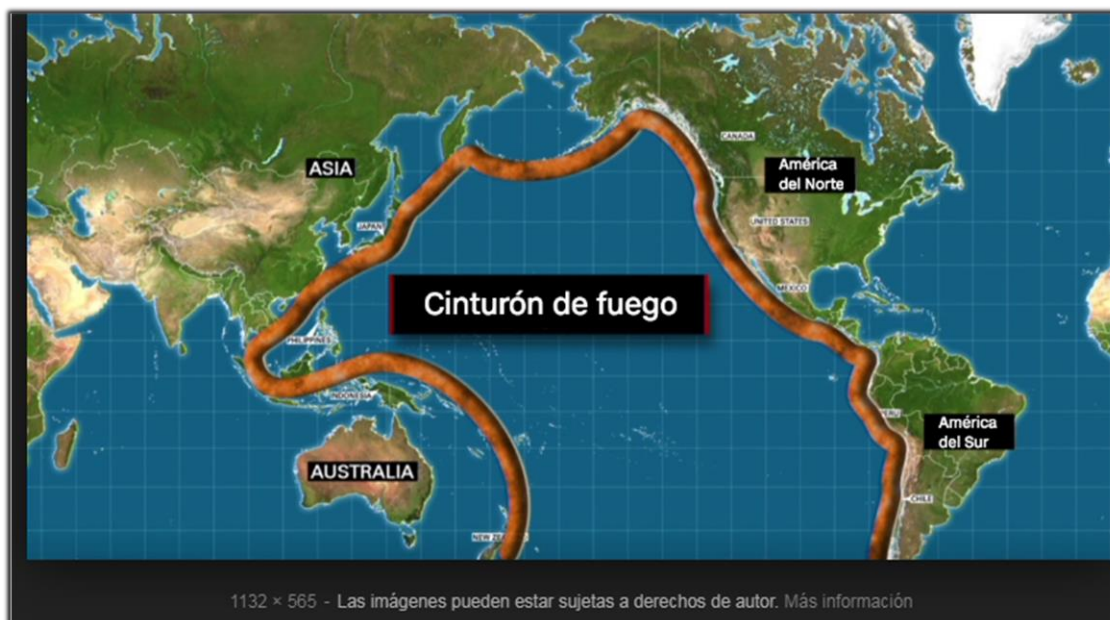 CANADA
ASIA
América
del Norte
JAPAN
UNITED STATES
MEXICO
Cinturón de fuego
PHILIPPINES
INDONESIA
PERU
América
del Sur
AUSTRALIA
CHILE
NEW ZE
1132 × 565 - Las imágenes pueden estar sujetas a derechos de autor. Más información